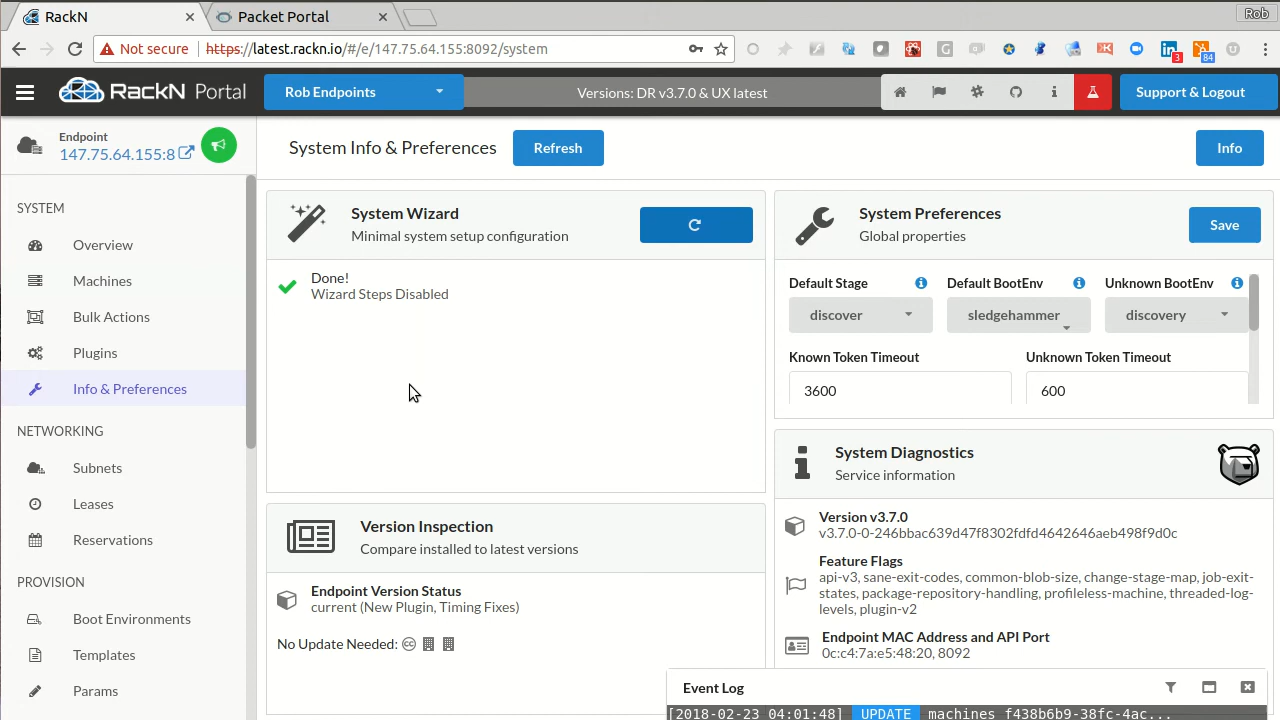 RackN
Packet Portal
Rob
Not secure
https://latest.rackn.io/#/e/147.75.64.155:8092/system
3
84
RackN Portal
Rob Endpoints
Versions: DR v3.7.0 & UX latest
Support & Logout
Endpoint
147.75.64.155:8
System Info & Preferences
Refresh
Info
SYSTEM
Overview
Machines
Bulk Actions
Plugins
Info & Preferences
NETWORKING
Subnets
Leases
Reservations
PROVISION
Boot Environments
Templates
Params
System Wizard
Minimal system setup configuration
Done!
Wizard Steps Disabled
Version Inspection
Compare installed to latest versions
Endpoint Version Status
current (New Plugin, Timing Fixes)
No Update Needed:
System Preferences
Global properties
Save
Default Stage
Default BootEnv
Unknown BootEnv
discover
sledgehammer
discovery
Known Token Timeout
Unknown Token Timeout
3600
600
System Diagnostics
Service information
Version v3.7.0
v3.7.0-0-246bbac639d47f8302fdfd4642646aeb498f9d0c
Feature Flags
api-v3, sane-exit-codes, common-blob-size, change-stage-map, job-exit-
states, package-repository-handling, profileless-machine, threaded-log-
levels, plugin-v2
Endpoint MAC Address and API Port
0c:c4:7a:e5:48:20, 8092
Event Log
[2018-02-23 04:01:48] UPDATE machines f438b6b9-38fc-4ac...